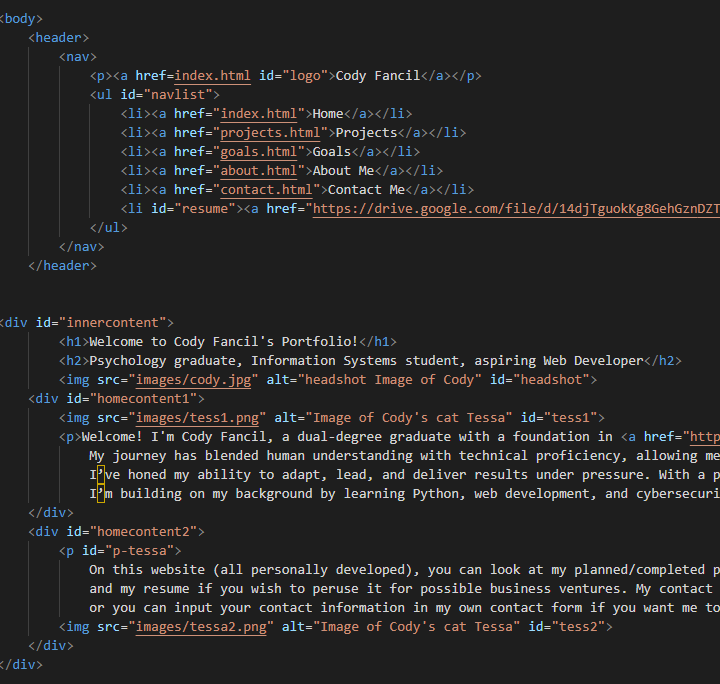 <body>
<header>
<nav>
<p><a href=index.html id="logo">Cody Fancil</a></p>
<ul id="navlist">
<li><a href="index.html">Home</a></li>
<li><a href="projects.html">Projects</a></li>
<li><a href="goals.html">Goals</a></li>
<li><a href="about.html">About Me</a></li>
<li><a href="contact.html">Contact Me</a></li>
<li id="resume"><a href="https://drive.google.com/file/d/14djTguokKg8GehGznDZT
</ul>
</nav>
</header>
<div id="innercontent">
<h1>Welcome to Cody Fancil's Portfolio!</h1>
<h2>Psychology graduate, Information Systems student, aspiring Web Developer</h2>
<img src="images/cody.jpg" alt="headshot Image of Cody" id="headshot">
<div id="homecontent1">
<img src="images/tess1.png" alt="Image of Cody's cat Tessa" id="tess1">
<p>Welcome! I'm Cody Fancil, a dual-degree graduate with a foundation in <a href="http
My journey has blended human understanding with technical proficiency, allowing me
I’ve honed my ability to adapt, lead, and deliver results under pressure. With a p
I’m building on my background by learning Python, web development, and cybersecuri
</div>
<div id="homecontent2">
<p id="p-tessa">
On this website (all personally developed), you can look at my planned/completed p
and my resume if you wish to peruse it for possible business ventures. My contact
or you can input your contact information in my own contact form if you want me to
<img src="images/tessa2.png" alt="Image of Cody's cat Tessa" id="tess2">
</div>
</div>